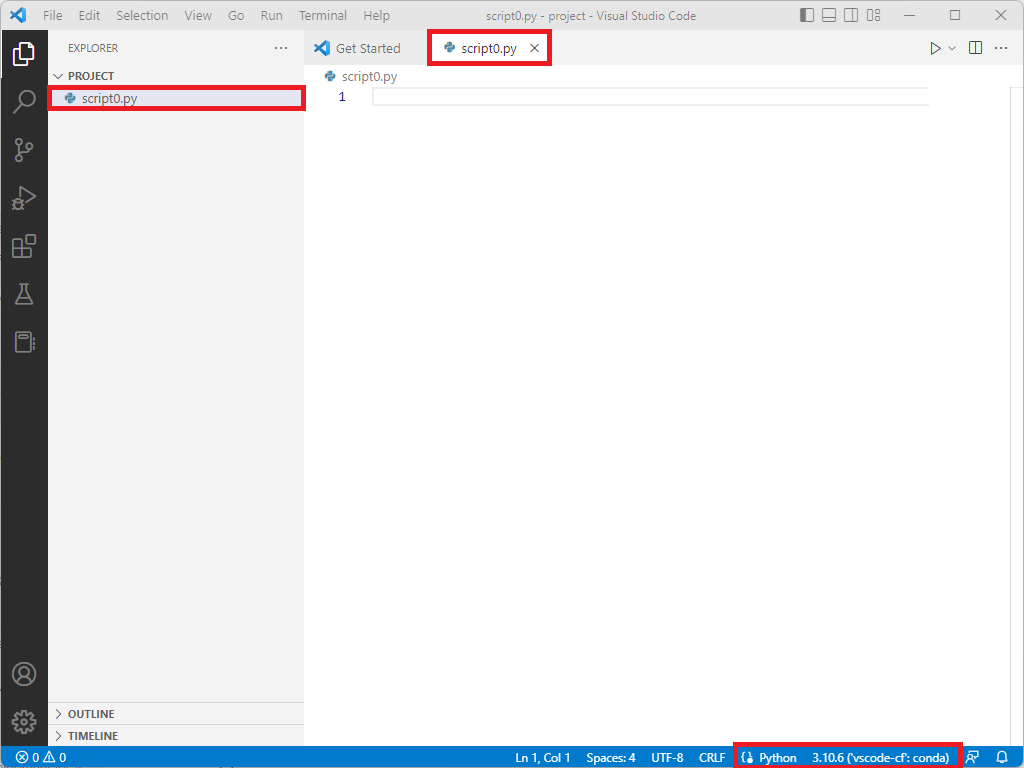 File Edit Selection View Go Run Terminal Help script0.py - project - Visual Studio Code
EXPLORER
PROJECT
script0.py
Get Started script0.py
script0.py
1
OUTLINE
TIMELINE
0 0 Ln 1, Col 1 Spaces: 4 UTF-8 CRLF Python 3.10.6 ('vscode-cf': conda)